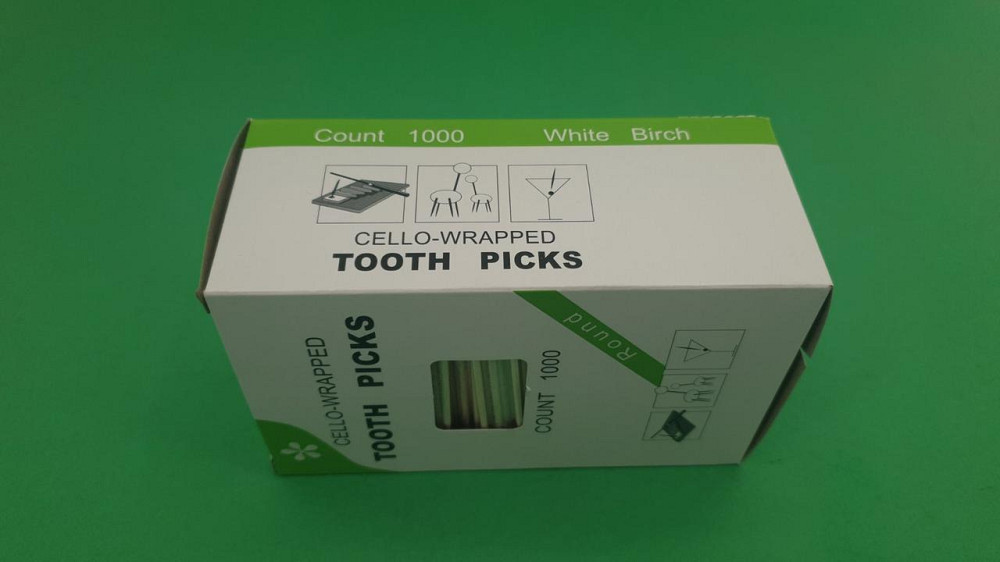 Count 1000 White Birch
CELLO-WRAPPED
TOOTH PICKS
CELLO-WRAPPED
TOOTH PICKS
COUNT 1000
Round